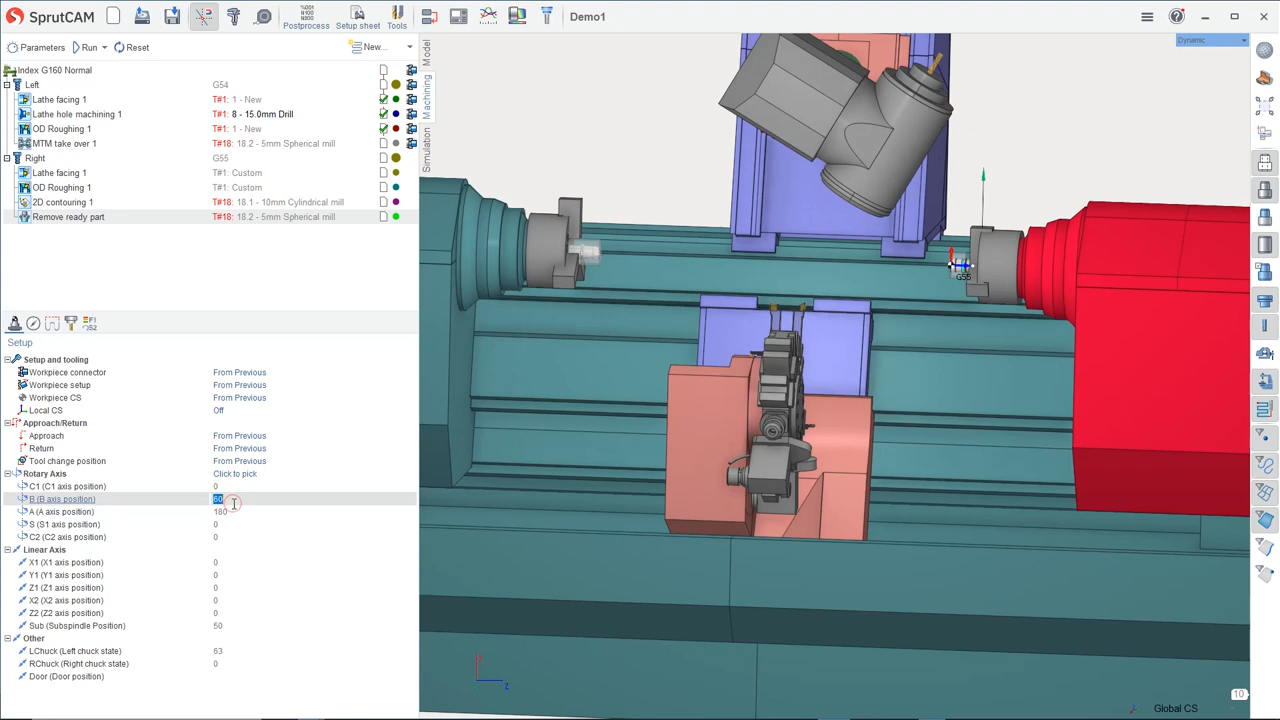 SprutCAM
Postprocess
Setup sheet
Tools
Demo1
Parameters
Run
Reset
New...
Index G160 Normal
Left G54
Lathe facing 1 T#1: 1 - New
Lathe hole machining 1 T#1: 8 - 15.0mm Drill
OD Roughing 1 T#1: 1 - New
MTM take over 1 T#18: 18.2 - 5mm Spherical mill
Right G55
Lathe facing 1 T#1: Custom
OD Roughing 1 T#1: Custom
2D contouring 1 T#18: 18.1 - 10mm Cylindrical mill
Remove ready part T#18: 18.2 - 5mm Spherical mill
Model
Machining
Simulation
Dynamic
G55
Setup
Setup and tooling
Workpiece connector From Previous
Workpiece setup From Previous
Workpiece CS From Previous
Local CS Off
Approach/Return
Approach From Previous
Return From Previous
Tool change position From Previous
Rotary Axis Click to pick
C1 (C1 axis position) 0
B (B axis position) 60
A (A axis position) 180
S (S1 axis position) 0
C2 (C2 axis position) 0
Linear Axis
X1 (X1 axis position) 0
Y1 (Y1 axis position) 0
Z1 (Z1 axis position) 0
X2 (X2 axis position) 0
Z2 (Z2 axis position) 0
Sub (Subspindle Position) 50
Other
LChuck (Left chuck state) 63
RChuck (Right chuck state) 0
Door (Door position)
10
Global CS